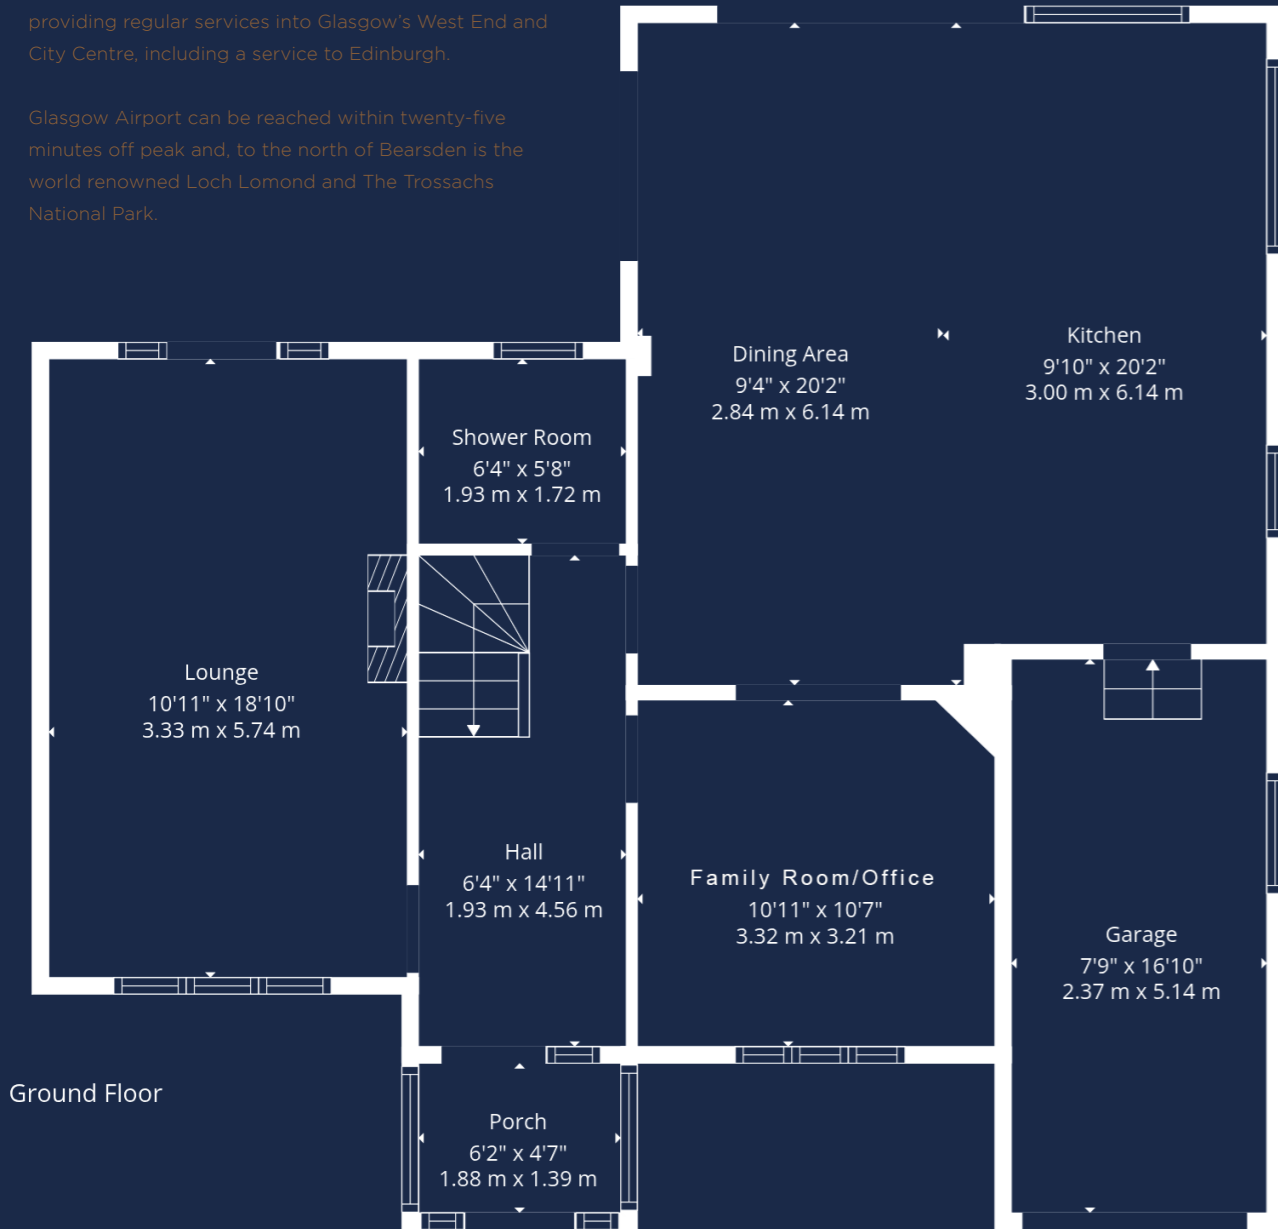 providing regular services into Glasgow’s West End and
City Centre, including a service to Edinburgh.
Glasgow Airport can be reached within twenty-five
minutes off peak and, to the north of Bearsden is the
world renowned Loch Lomond and The Trossachs
National Park.
Kitchen
9'10" x 20'2"
3.00 m x 6.14 m
Dining Area
9'4" x 20'2"
2.84 m x 6.14 m
Shower Room
6'4" x 5'8"
1.93 m x 1.72 m
Lounge
10'11" x 18'10"
3.33 m x 5.74 m
Hall
6'4" x 14'11"
1.93 m x 4.56 m
Family Room/Office
10'11" x 10'7"
3.32 m x 3.21 m
Garage
7'9" x 16'10"
2.37 m x 5.14 m
Ground Floor
Porch
6'2" x 4'7"
1.88 m x 1.39 m